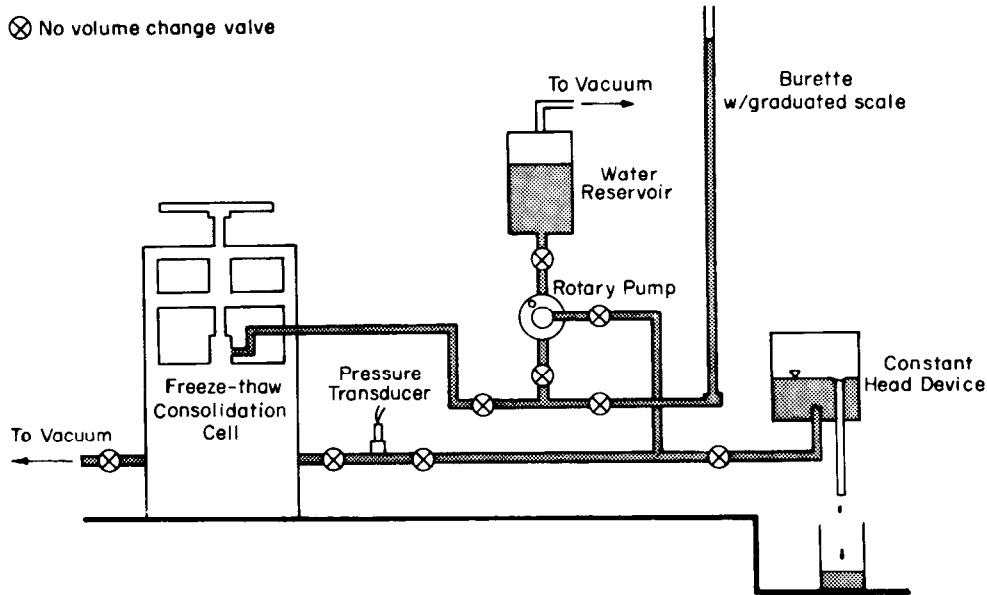 No volume change valve
To Vacuum
Burette
w/graduated scale
Water
Reservoir
Rotary Pump
Constant
Head Device
Pressure
Transducer
Freeze-thaw
Consolidation
Cell
To Vacuum